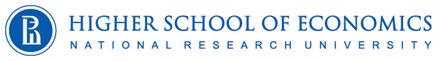 HIGHER SCHOOL OF ECONOMICS
NATIONAL RESEARCH UNIVERSITY